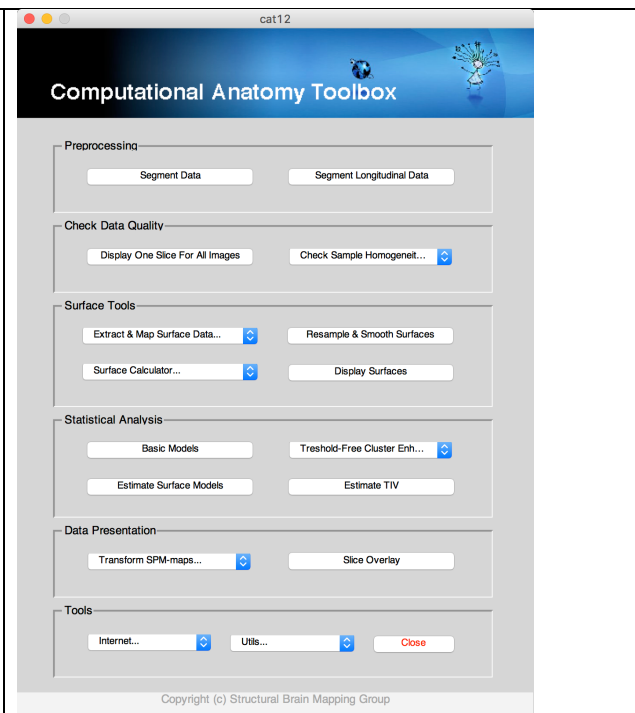 cat12
Computational Anatomy Toolbox
Preprocessing
Segment Data Segment Longitudinal Data
Check Data Quality
Display One Slice For All Images Check Sample Homogeneit...
Surface Tools
Extract & Map Surface Data... Resample & Smooth Surfaces
Surface Calculator... Display Surfaces
Statistical Analysis
Basic Models Treshold-Free Cluster Enh...
Estimate Surface Models Estimate TIV
Data Presentation
Transform SPM-maps... Slice Overlay
Tools
Internet... Utils... Close
Copyright (c) Structural Brain Mapping Group